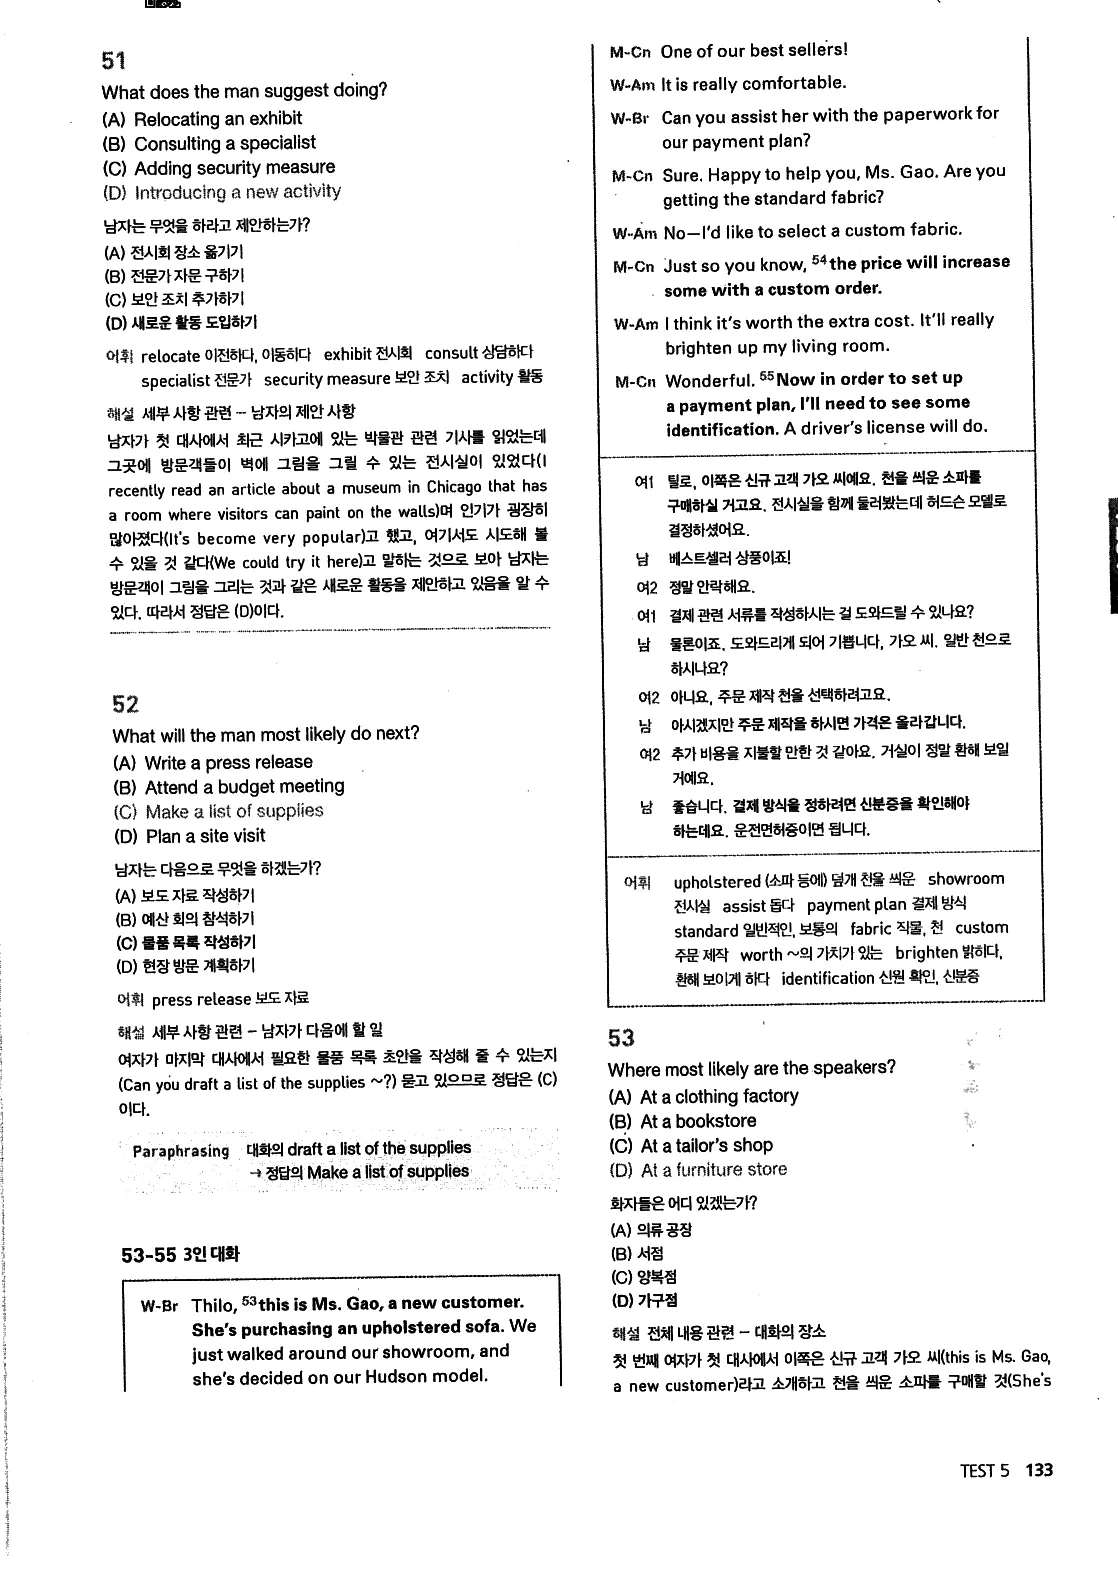 51
What does the man suggest doing?
(A) Relocating an exhibit
(B) Consulting a specialist
(C) Adding security measure
(D) Introducing a new activity
남자는 무엇을 하라고 제안하는가?
(A) 전시회 장소 옮기기
(B) 전문가 자문 구하기
(C) 보안 조치 추가하기
(D) 새로운 활동 도입하기
어휘 relocate 이전하다, 이동하다 exhibit 전시회 consult 상담하다
specialist 전문가 security measure 보안 조치 activity 활동
해설 세부 사항 관련 – 남자의 제안 사항
남자가 첫 대사에서 최근 시카고에 있는 박물관 관련 기사를 읽었는데
그곳에 방문객들이 벽에 그림을 그릴 수 있는 전시실이 있었다(I
recently read an article about a museum in Chicago that has
a room where visitors can paint on the walls)며 인기가 굉장히
많아졌다(It's become very popular)고 했고, 여기서도 시도해 볼
수 있을 것 같다(We could try it here)고 말하는 것으로 보아 남자는
방문객이 그림을 그리는 것과 같은 새로운 활동을 제안하고 있음을 알 수
있다. 따라서 정답은 (D)이다.
52
What will the man most likely do next?
(A) Write a press release
(B) Attend a budget meeting
(C) Make a list of supplies
(D) Plan a site visit
남자는 다음으로 무엇을 하겠는가?
(A) 보도 자료 작성하기
(B) 예산 회의 참석하기
(C) 물품 목록 작성하기
(D) 현장 방문 계획하기
어휘 press release 보도 자료
해설 세부 사항 관련 – 남자가 다음에 할 일
여자가 마지막 대사에서 필요한 물품 목록 초안을 작성해 줄 수 있는지
(Can you draft a list of the supplies ~?) 묻고 있으므로 정답은 (C)
이다.
Paraphrasing 대화의 draft a list of the supplies
→ 정답의 Make a list of supplies
53-55 3인 대화
W-Br Thilo, 53this is Ms. Gao, a new customer.
She's purchasing an upholstered sofa. We
just walked around our showroom, and
she's decided on our Hudson model.
M-Cn One of our best sellers!
W-Am It is really comfortable.
W-Br Can you assist her with the paperwork for
our payment plan?
M-Cn Sure. Happy to help you, Ms. Gao. Are you
getting the standard fabric?
W-Am No—I'd like to select a custom fabric.
M-Cn Just so you know, 54the price will increase
some with a custom order.
W-Am I think it's worth the extra cost. It'll really
brighten up my living room.
M-Cn Wonderful. 55Now in order to set up
a payment plan, I'll need to see some
identification. A driver's license will do.
여1 틸로, 이쪽은 신규 고객 가오 씨예요. 천을 씌운 소파를
구매하실 거고요. 전시실을 함께 둘러봤는데 허드슨 모델로
결정하셨어요.
남 베스트셀러 상품이죠!
여2 정말 안락해요.
여1 결제 관련 서류를 작성하시는 걸 도와드릴 수 있나요?
남 물론이죠. 도와드리게 되어 기쁩니다, 가오 씨. 일반 천으로
하시나요?
여2 아니요, 주문 제작 천을 선택하려고요.
남 아시겠지만 주문 제작을 하시면 가격은 올라갑니다.
여2 추가 비용을 지불할 만한 것 같아요. 거실이 정말 환해 보일
거예요.
남 좋습니다. 결제 방식을 정하려면 신분증을 확인해야
하는데요. 운전면허증이면 됩니다.
어휘 upholstered (소파 등에) 덮개 천을 씌운 showroom
전시실 assist 돕다 payment plan 결제 방식
standard 일반적인, 보통의 fabric 직물, 천 custom
주문 제작 worth ~의 가치가 있는 brighten 밝히다,
환해 보이게 하다 identification 신원 확인, 신분증
53
Where most likely are the speakers?
(A) At a clothing factory
(B) At a bookstore
(C) At a tailor's shop
(D) At a furniture store
화자들은 어디 있겠는가?
(A) 의류 공장
(B) 서점
(C) 양복점
(D) 가구점
해설 전체 내용 관련 – 대화의 장소
첫 번째 여자가 첫 대사에서 이쪽은 신규 고객 가오 씨(this is Ms. Gao,
a new customer)라고 소개하고 천을 씌운 소파를 구매할 것(She's
TEST 5 133